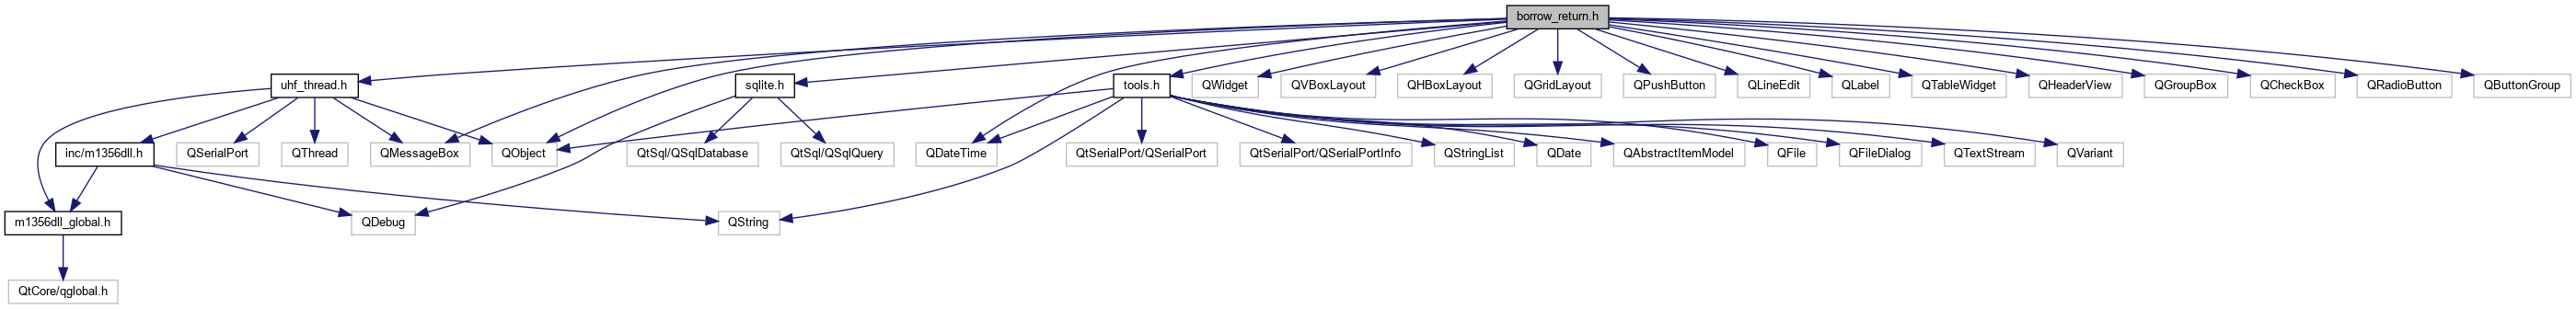 borrow_return.h
uhf_thread.h
sqlite.h
tools.h
QWidget
QVBoxLayout
QHBoxLayout
QGridLayout
QPushButton
QLineEdit
QLabel
QTableWidget
QHeaderView
QGroupBox
QCheckBox
QRadioButton
QButtonGroup
inc/m1356dll.h
QSerialPort
QThread
QMessageBox
QObject
QtSql/QSqlDatabase
QtSql/QSqlQuery
QDateTime
QtSerialPort/QSerialPort
QtSerialPort/QSerialPortInfo
QStringList
QDate
QAbstractItemModel
QFile
QFileDialog
QTextStream
QVariant
m1356dll_global.h
QDebug
QString
QtCore/qglobal.h